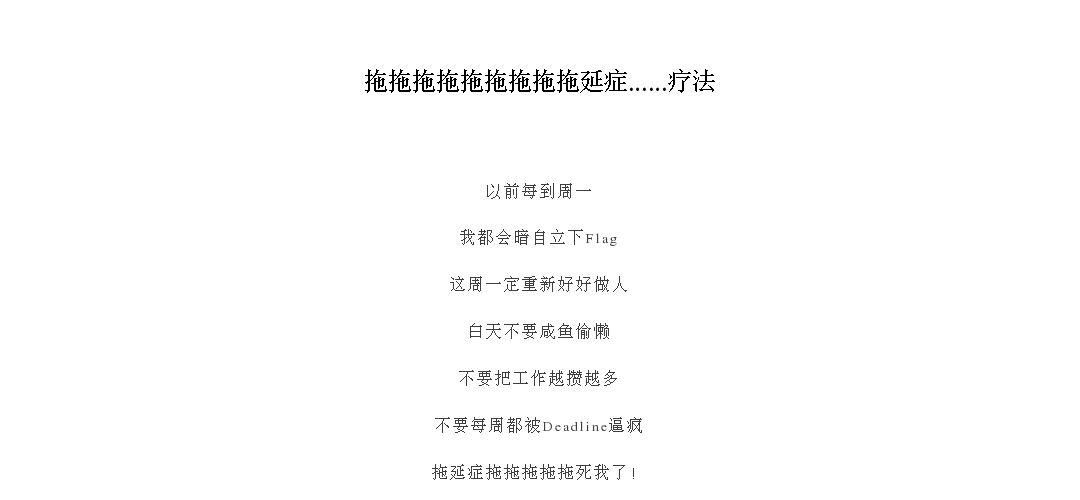 拖拖拖拖拖拖拖拖拖延症……疗法
以前每到周一
我都会暗自立下Flag
这周一定重新好好做人
白天不要咸鱼偷懒
不要把工作越攒越多
不要每周都被Deadline逼疯
拖延症拖拖拖拖拖死我了!